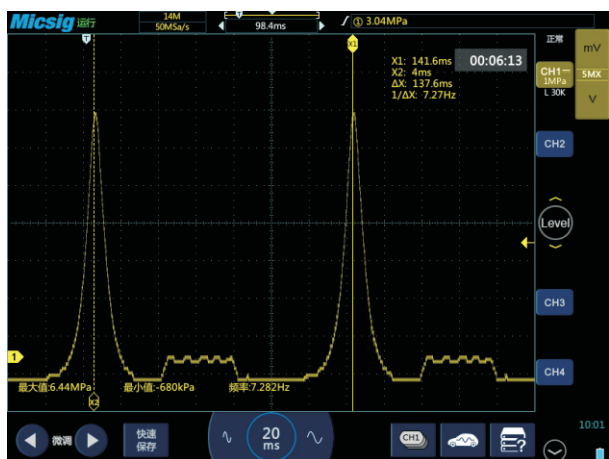 Micsig 运行
14M
50MSa/s
T
98.4ms
① 3.04MPa
T
X1
X1: 141.6ms
X2: 4ms
ΔX: 137.6ms
1/ΔX: 7.27Hz
00:06:13
正常
CH1
1MPa
L 30K
mV
5MX
V
CH2
Level
CH3
CH4
1
最大值:6.44MPa
最小值:-680kPa
频率:7.282Hz
X2
微调
快速
保存
20
ms
CH1
?
10:01